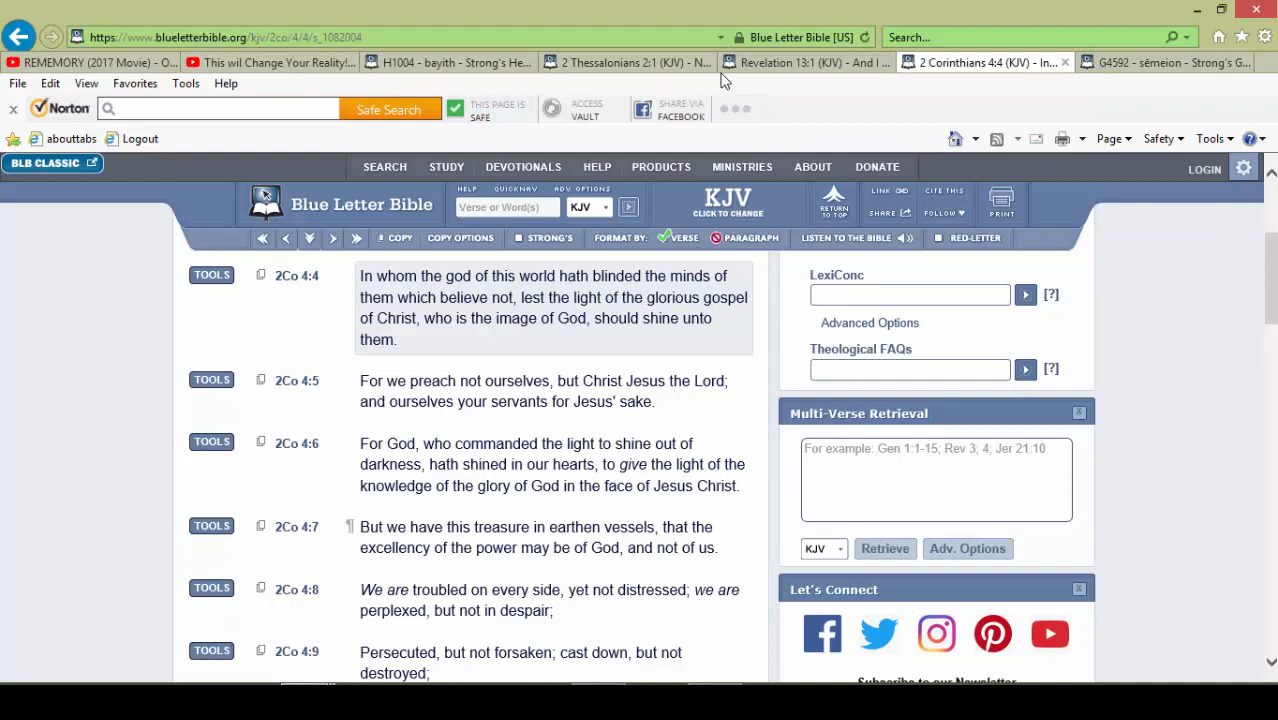 https://www.blueletterbible.org/kjv/2co/4/4/s_1082004
Blue Letter Bible [US]
Search...
REMEMORY (2017 Movie) - O...
This wil Change Your Reality!...
H1004 - bayith - Strong's He...
2 Thessalonians 2:1 (KJV) - N...
Revelation 13:1 (KJV) - And I ...
2 Corinthians 4:4 (KJV) - In...
G4592 - sēmeion - Strong's G...
File Edit View Favorites Tools Help
x Norton Safe Search THIS PAGE IS SAFE ACCESS VAULT SHARE VIA FACEBOOK
abouttabs Logout Page Safety Tools
BLB CLASSIC SEARCH STUDY DEVOTIONALS HELP PRODUCTS MINISTRIES ABOUT DONATE LOGIN
HELP QUICKNAV ADV OPTIONS
Blue Letter Bible Verse or Word(s) KJV
KJV
CLICK TO CHANGE
RETURN TO TOP
LINK CITE THIS
SHARE FOLLOW PRINT
COPY COPY OPTIONS STRONG'S FORMAT BY: VERSE PARAGRAPH LISTEN TO THE BIBLE RED-LETTER
TOOLS 2Co 4:4 In whom the god of this world hath blinded the minds of
them which believe not, lest the light of the glorious gospel
of Christ, who is the image of God, should shine unto
them.
TOOLS 2Co 4:5 For we preach not ourselves, but Christ Jesus the Lord;
and ourselves your servants for Jesus' sake.
TOOLS 2Co 4:6 For God, who commanded the light to shine out of
darkness, hath shined in our hearts, to give the light of the
knowledge of the glory of God in the face of Jesus Christ.
TOOLS 2Co 4:7 ¶ But we have this treasure in earthen vessels, that the
excellency of the power may be of God, and not of us.
TOOLS 2Co 4:8 We are troubled on every side, yet not distressed; we are
perplexed, but not in despair;
TOOLS 2Co 4:9 Persecuted, but not forsaken; cast down, but not
destroyed;
LexiConc
[?]
Advanced Options
Theological FAQs
[?]
Multi-Verse Retrieval x
For example: Gen 1:1-15; Rev 3; 4; Jer 21:10
KJV Retrieve Adv. Options
Let's Connect x
Subscribe to our Newsletter